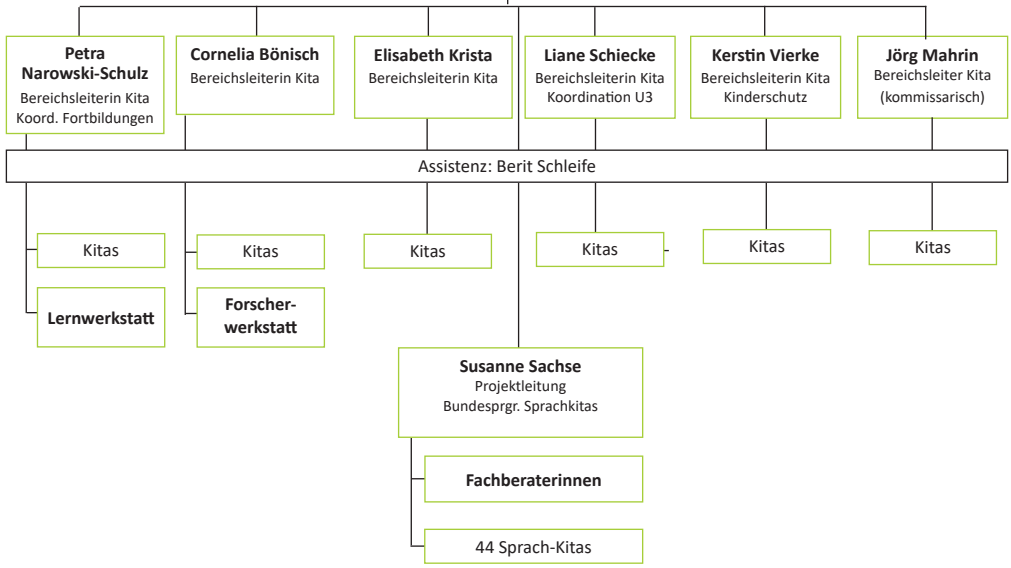 Petra
Narowski-Schulz
Bereichsleiterin Kita
Koord. Fortbildungen
Cornelia Bönisch
Bereichsleiterin Kita
Elisabeth Krista
Bereichsleiterin Kita
Liane Schiecke
Bereichsleiterin Kita
Koordination U3
Kerstin Vierke
Bereichsleiterin Kita
Kinderschutz
Jörg Mahrin
Bereichsleiter Kita
(kommissarisch)
Assistenz: Berit Schleife
Kitas
Kitas
Kitas
Kitas
Kitas
Kitas
Lernwerkstatt
Forscher-
werkstatt
Susanne Sachse
Projektleitung
Bundesprgr. Sprachkitas
Fachberaterinnen
44 Sprach-Kitas